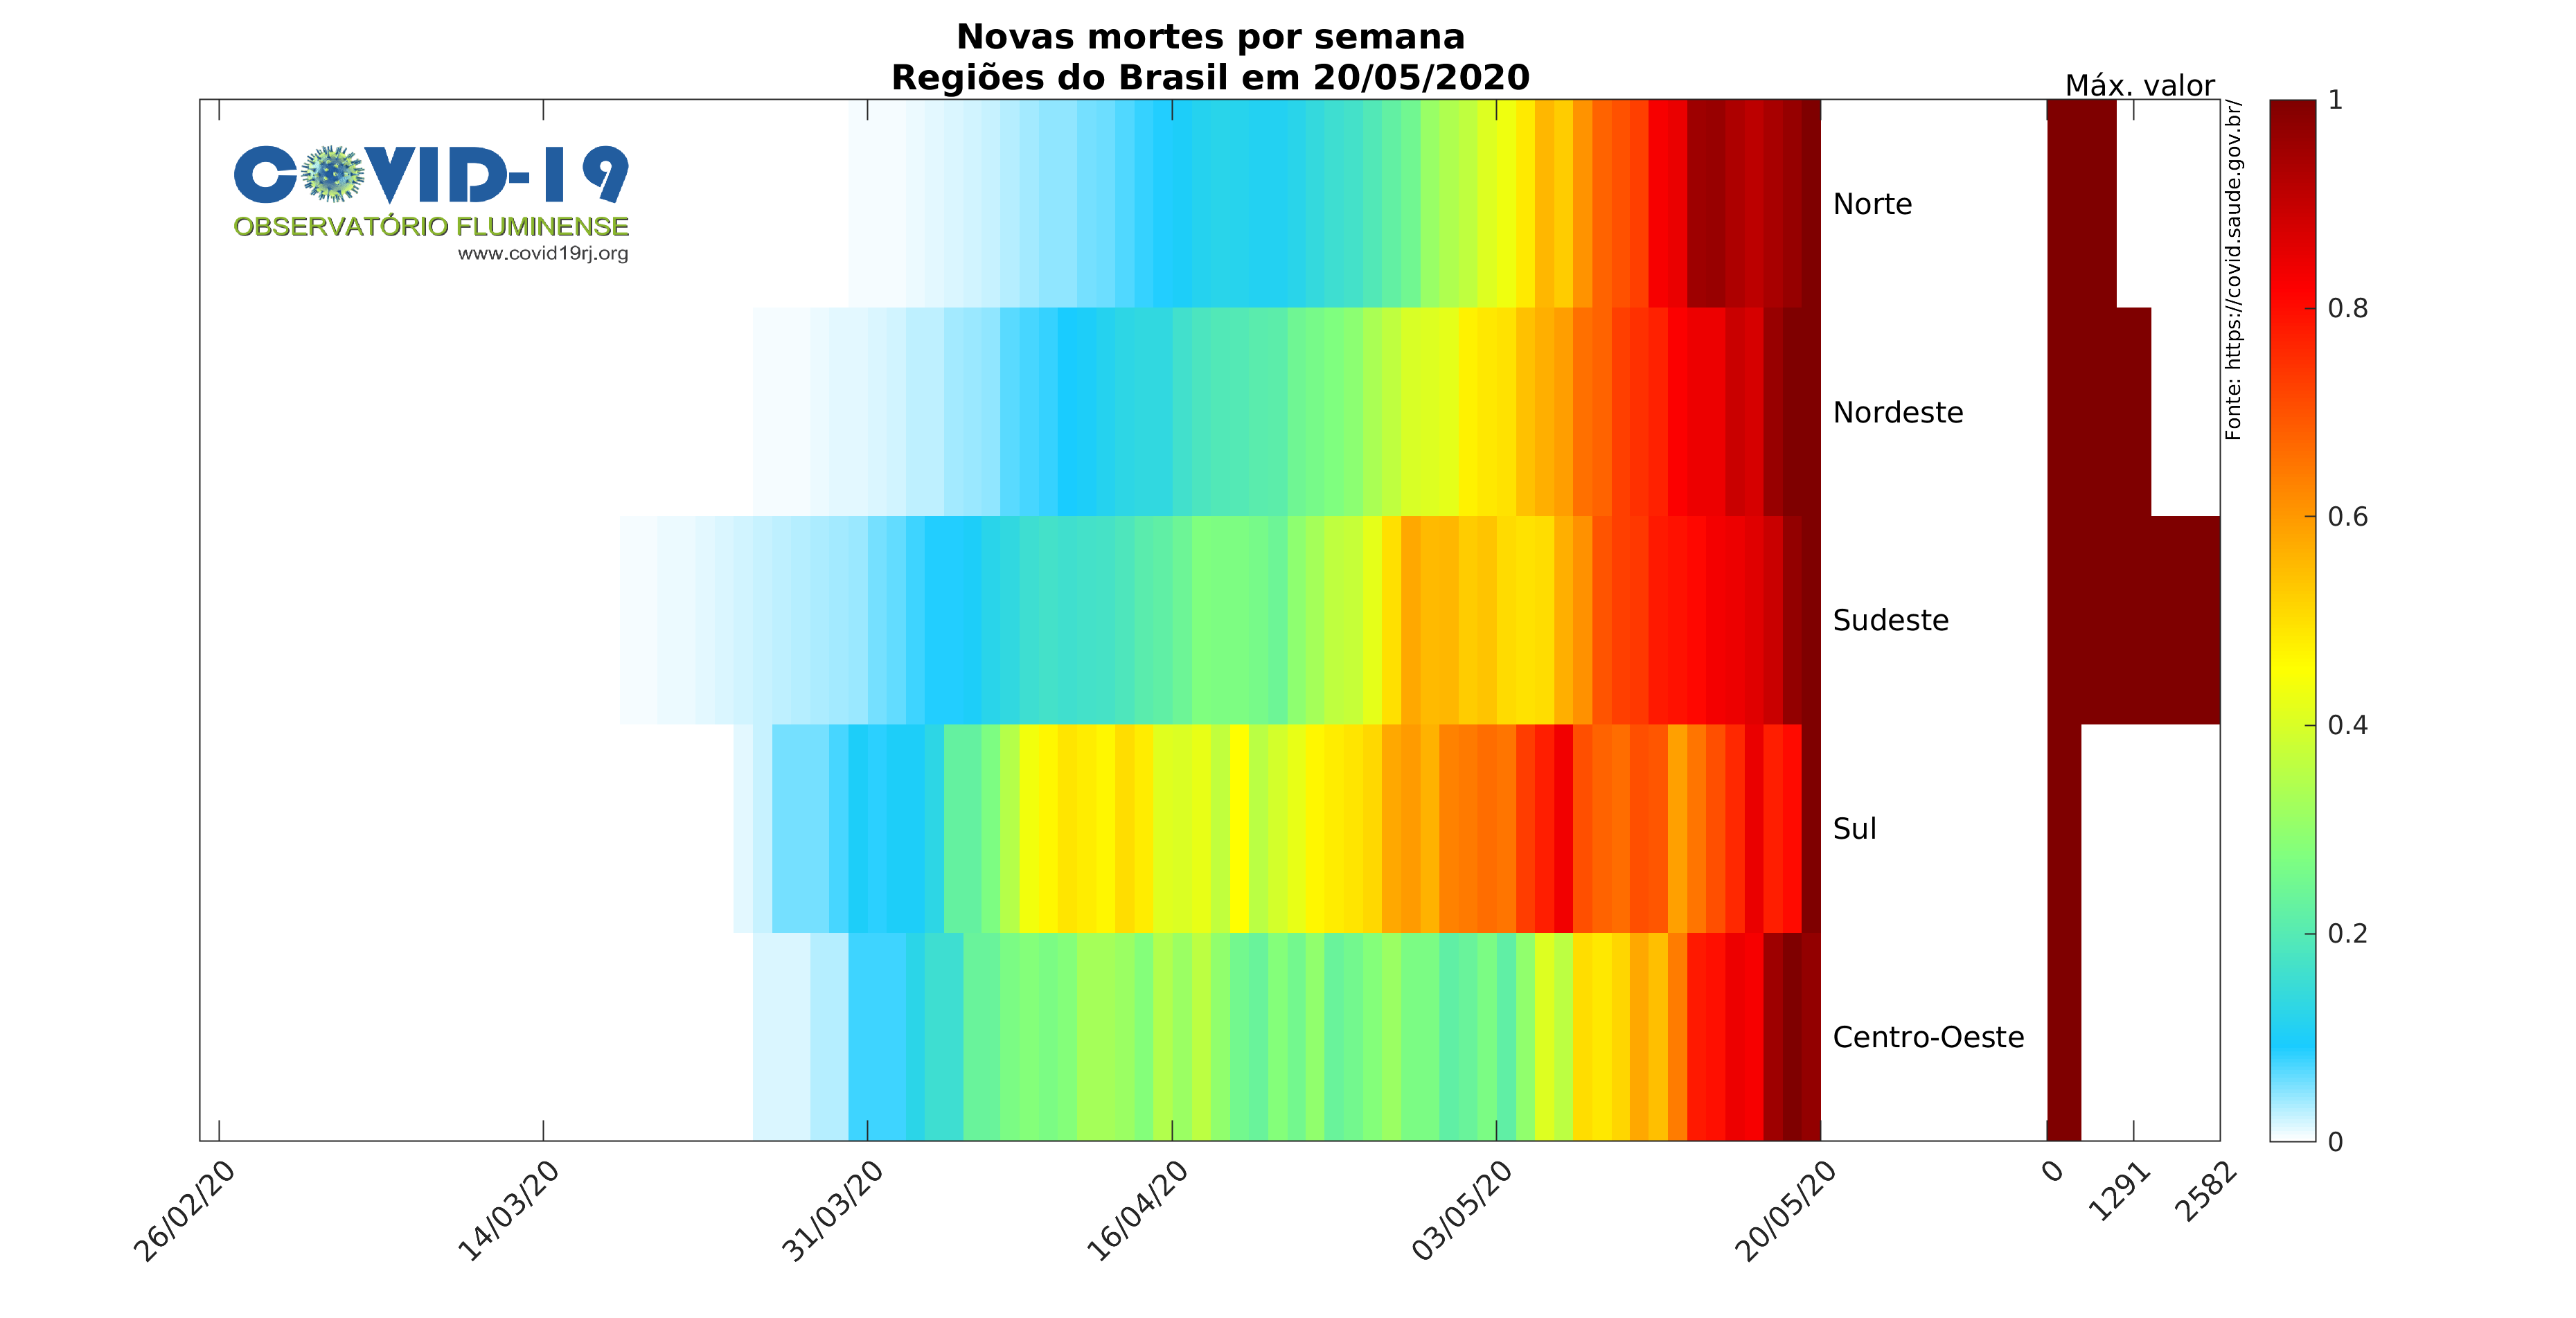 Novas mortes por semana
Regiões do Brasil em 20/05/2020
Máx. valor
COVID-19
OBSERVATÓRIO FLUMINENSE
www.covid19rj.org
Norte
Nordeste
Sudeste
Sul
Centro-Oeste
Fonte: https://covid.saude.gov.br/
1
0.8
0.6
0.4
0.2
0
26/02/20
14/03/20
31/03/20
16/04/20
03/05/20
20/05/20
0
1291
2582